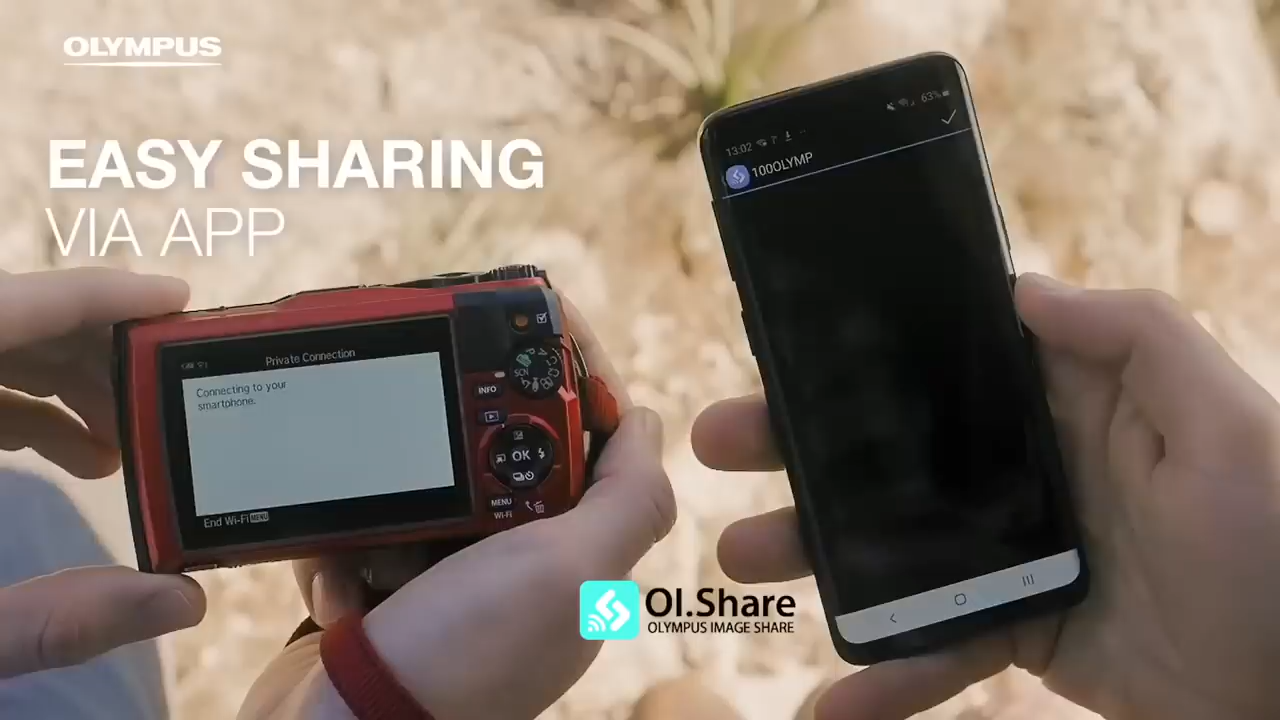 OLYMPUS
EASY SHARING
VIA APP
13:02
63%
100OLYMP
Private Connection
Connecting to your
smartphone.
End Wi-Fi MENU
INFO
SCN
OK
MENU
WI-FI
OI.Share
OLYMPUS IMAGE SHARE